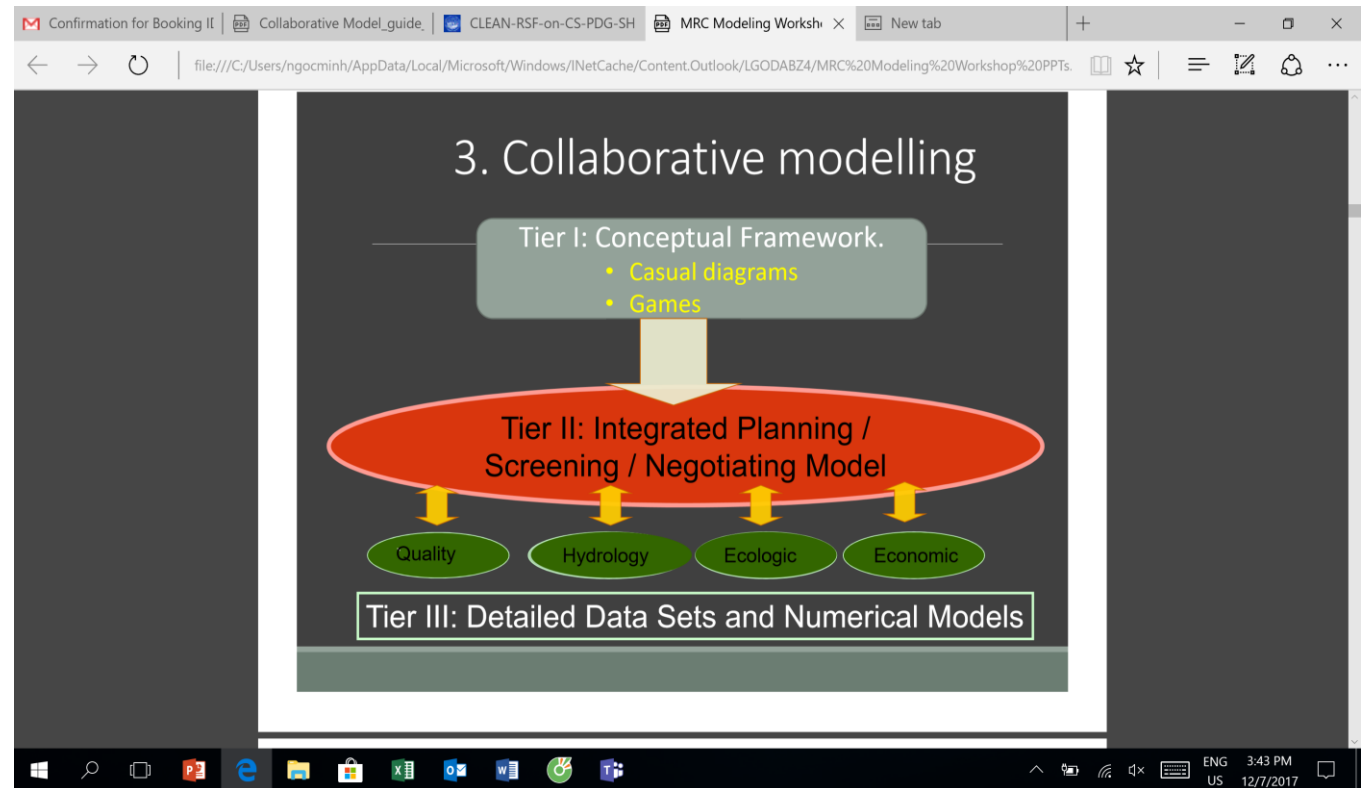 Confirmation for Booking II
Collaborative Model_guide_
CLEAN-RSF-on-CS-PDG-SH
MRC Modeling Worksh
New tab
file:///C:/Users/ngocminh/AppData/Local/Microsoft/Windows/INetCache/Content.Outlook/LGODABZ4/MRC%20Modeling%20Workshop%20PPTs.
3. Collaborative modelling
Tier I: Conceptual Framework.
• Casual diagrams
• Games
Tier II: Integrated Planning /
Screening / Negotiating Model
Quality
Hydrology
Ecologic
Economic
Tier III: Detailed Data Sets and Numerical Models
ENG
US
3:43 PM
12/7/2017